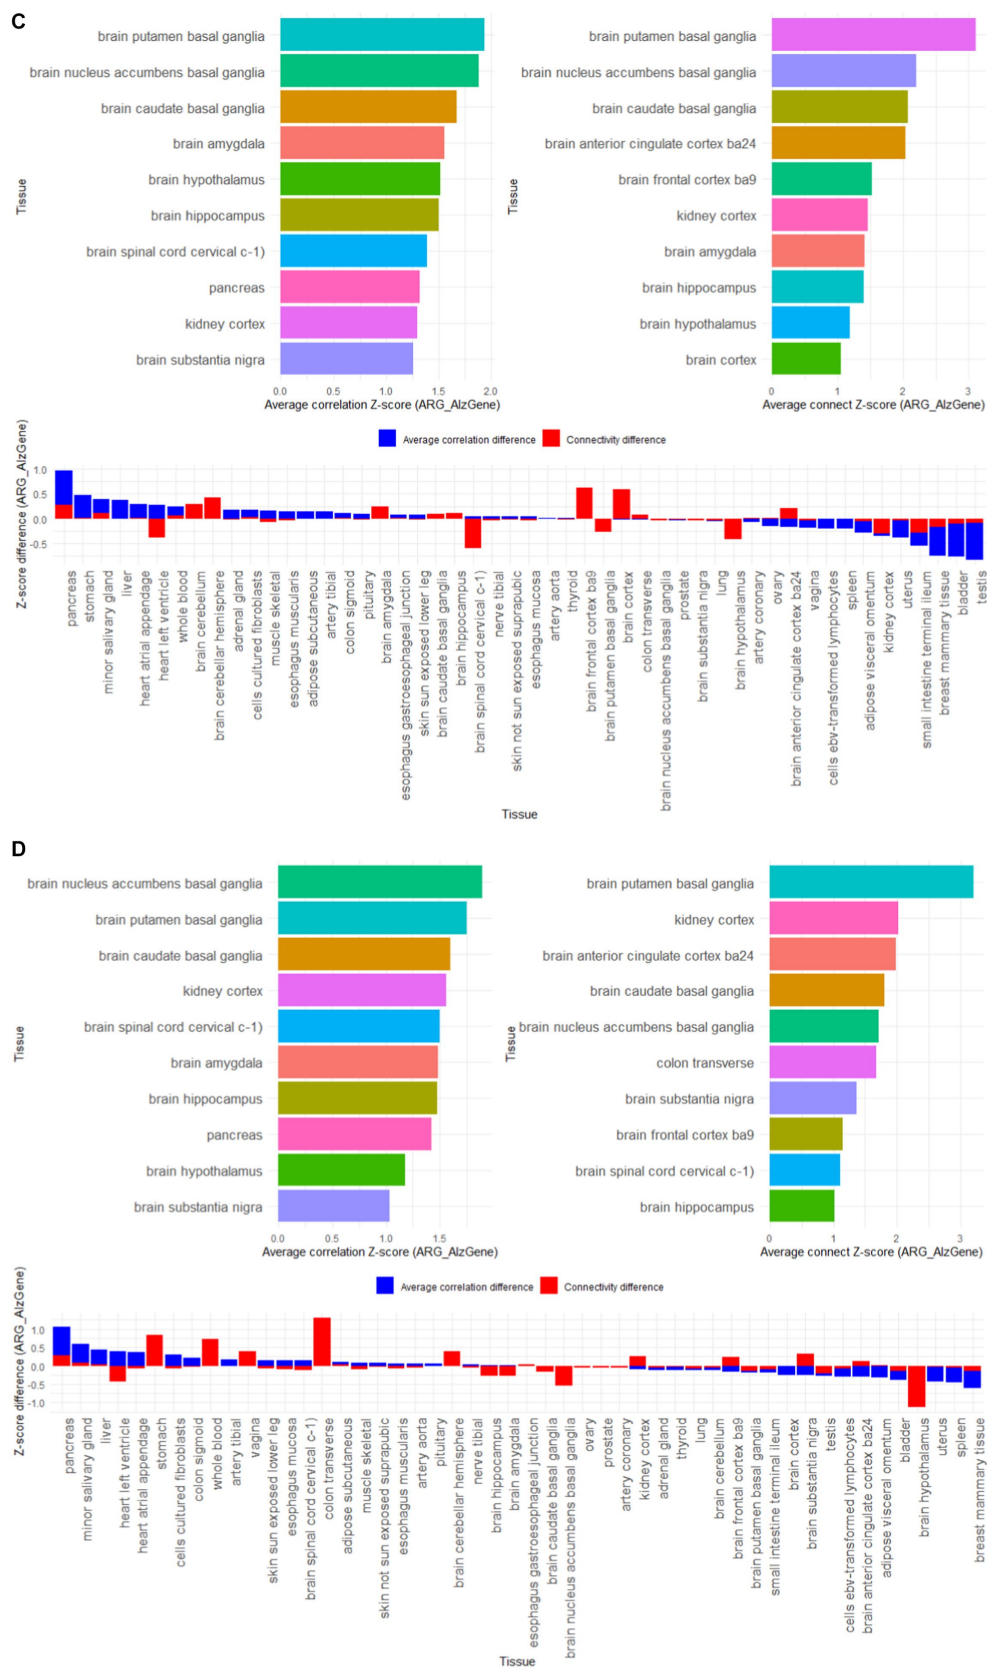 C
brain putamen basal ganglia
brain nucleus accumbens basal ganglia
brain caudate basal ganglia
brain amygdala
brain hypothalamus
brain hippocampus
brain spinal cord cervical c-1)
pancreas
kidney cortex
brain substantia nigra
Tissue
0.0 0.5 1.0 1.5 2.0
Average correlation Z-score (ARG_AlzGene)
brain putamen basal ganglia
brain nucleus accumbens basal ganglia
brain caudate basal ganglia
brain anterior cingulate cortex ba24
brain frontal cortex ba9
kidney cortex
brain amygdala
brain hippocampus
brain hypothalamus
brain cortex
Tissue
0 1 2 3
Average connect Z-score (ARG_AlzGene)
Average correlation difference Connectivity difference
Z-score difference (ARG_AlzGene)
1.0
0.5
0.0
-0.5
pancreas
stomach
minor salivary gland
liver
heart atrial appendage
heart left ventricle
whole blood
brain cerebellum
brain cerebellar hemisphere
adrenal gland
cells cultured fibroblasts
muscle skeletal
esophagus muscularis
adipose subcutaneous
artery tibial
colon sigmoid
pituitary
brain amygdala
esophagus gastroesophageal junction
skin sun exposed lower leg
brain caudate basal ganglia
brain hippocampus
brain spinal cord cervical c-1)
nerve tibial
skin not sun exposed suprapubic
esophagus mucosa
artery aorta
thyroid
brain frontal cortex ba9
brain putamen basal ganglia
brain cortex
colon transverse
brain nucleus accumbens basal ganglia
prostate
brain substantia nigra
lung
brain hypothalamus
artery coronary
ovary
brain anterior cingulate cortex ba24
vagina
cells ebv-transformed lymphocytes
spleen
adipose visceral omentum
kidney cortex
uterus
small intestine terminal ileum
breast mammary tissue
bladder
testis
Tissue
D
brain nucleus accumbens basal ganglia
brain putamen basal ganglia
brain caudate basal ganglia
kidney cortex
brain spinal cord cervical c-1)
brain amygdala
brain hippocampus
pancreas
brain hypothalamus
brain substantia nigra
Tissue
0.0 0.5 1.0 1.5
Average correlation Z-score (ARG_AlzGene)
brain putamen basal ganglia
kidney cortex
brain anterior cingulate cortex ba24
brain caudate basal ganglia
brain nucleus accumbens basal ganglia
colon transverse
brain substantia nigra
brain frontal cortex ba9
brain spinal cord cervical c-1)
brain hippocampus
Tissue
0 1 2 3
Average connect Z-score (ARG_AlzGene)
Average correlation difference Connectivity difference
Z-score difference (ARG_AlzGene)
1.0
0.5
0.0
-0.5
-1.0
pancreas
minor salivary gland
liver
heart left ventricle
heart atrial appendage
stomach
cells cultured fibroblasts
colon sigmoid
whole blood
artery tibial
vagina
skin sun exposed lower leg
esophagus mucosa
brain spinal cord cervical c-1)
colon transverse
adipose subcutaneous
muscle skeletal
skin not sun exposed suprapubic
esophagus muscularis
artery aorta
pituitary
brain cerebellar hemisphere
nerve tibial
brain hippocampus
brain amygdala
esophagus gastroesophageal junction
brain caudate basal ganglia
brain nucleus accumbens basal ganglia
ovary
prostate
artery coronary
kidney cortex
adrenal gland
thyroid
lung
brain cerebellum
brain frontal cortex ba9
brain putamen basal ganglia
small intestine terminal ileum
brain cortex
brain substantia nigra
testis
cells ebv-transformed lymphocytes
brain anterior cingulate cortex ba24
adipose visceral omentum
bladder
brain hypothalamus
uterus
spleen
breast mammary tissue
Tissue